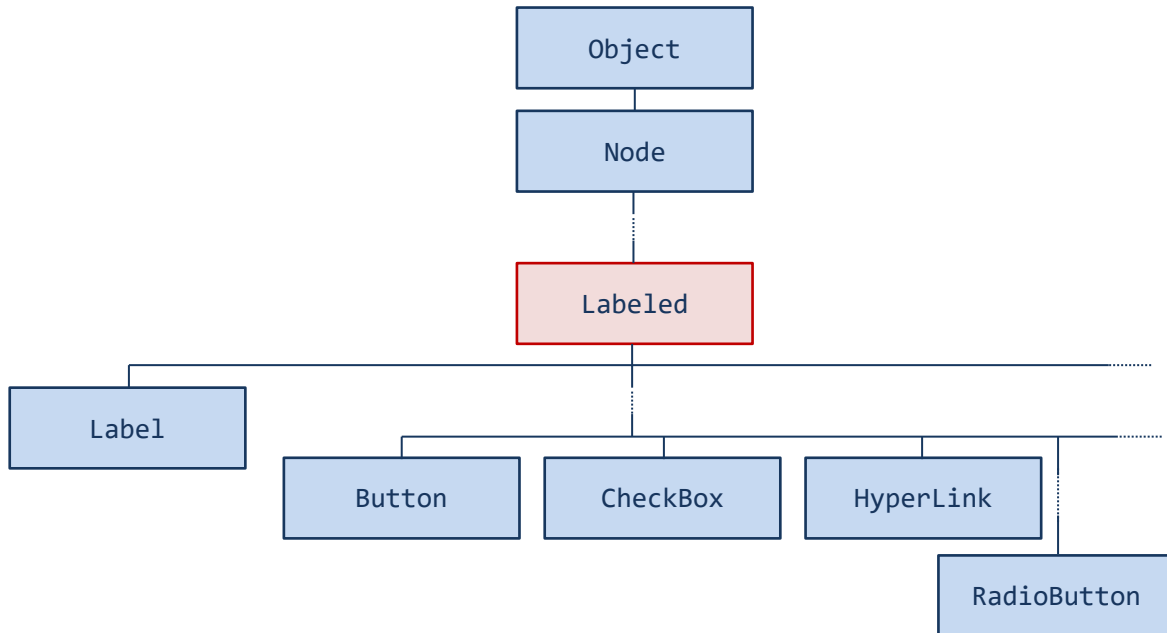 Object
Node
Labeled
Label
Button
CheckBox
HyperLink
RadioButton